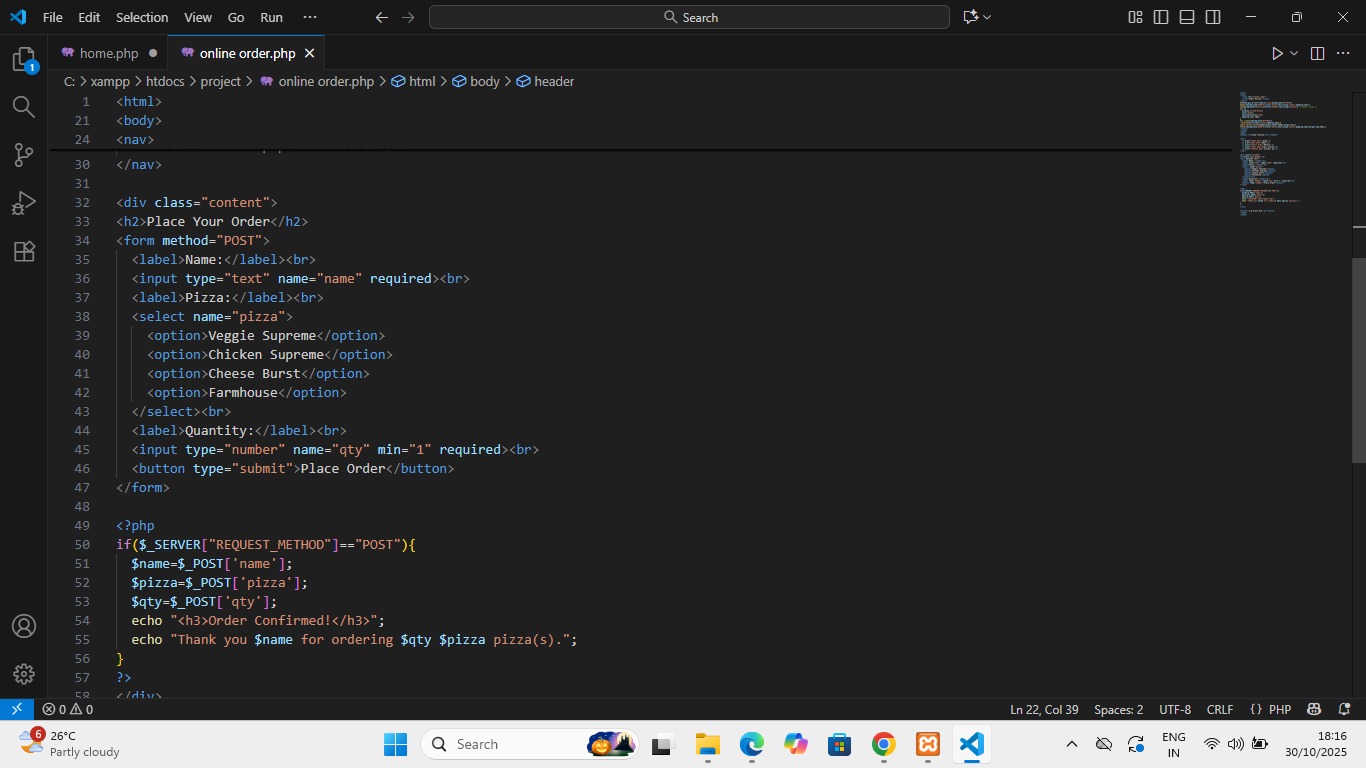 File Edit Selection View Go Run ··· Search
home.php online order.php
C: > xampp > htdocs > project > online order.php > html > body > header
1 <html>
21 <body>
24 <nav>
30 </nav>
31
32 <div class="content">
33 <h2>Place Your Order</h2>
34 <form method="POST">
35 <label>Name:</label><br>
36 <input type="text" name="name" required><br>
37 <label>Pizza:</label><br>
38 <select name="pizza">
39 <option>Veggie Supreme</option>
40 <option>Chicken Supreme</option>
41 <option>Cheese Burst</option>
42 <option>Farmhouse</option>
43 </select><br>
44 <label>Quantity:</label><br>
45 <input type="number" name="qty" min="1" required><br>
46 <button type="submit">Place Order</button>
47 </form>
48
49 <?php
50 if($_SERVER["REQUEST_METHOD"]=="POST"){
51 $name=$_POST['name'];
52 $pizza=$_POST['pizza'];
53 $qty=$_POST['qty'];
54 echo "<h3>Order Confirmed!</h3>";
55 echo "Thank you $name for ordering $qty $pizza pizza(s).";
56 }
57 ?>
58 </div>
1
0 0 Ln 22, Col 39 Spaces: 2 UTF-8 CRLF {} PHP
6 26°C
Partly cloudy
Search
ENG
IN
18:16
30/10/2025